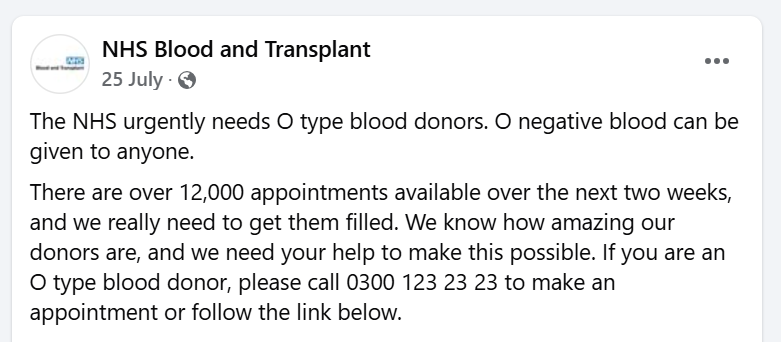 NHS Blood and Transplant
NHS
Blood and Transplant
25 July ·
The NHS urgently needs O type blood donors. O negative blood can be
given to anyone.
There are over 12,000 appointments available over the next two weeks,
and we really need to get them filled. We know how amazing our
donors are, and we need your help to make this possible. If you are an
O type blood donor, please call 0300 123 23 23 to make an
appointment or follow the link below.